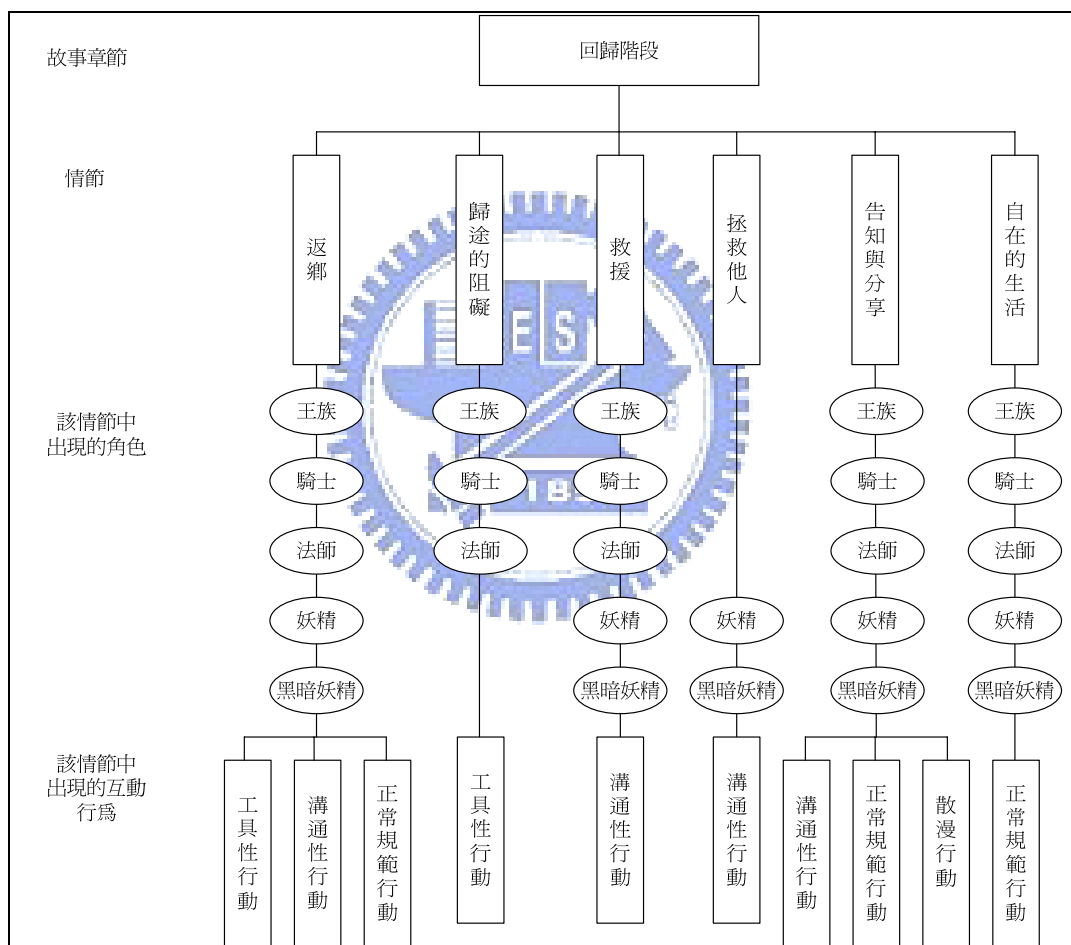 故事章節
回歸階段
情節
返鄉
歸途的阻礙
救援
拯救他人
告知與分享
自在的生活
該情節中
出現的角色
王族
王族
王族
王族
王族
騎士
騎士
騎士
騎士
騎士
法師
法師
法師
法師
法師
妖精
妖精
妖精
妖精
妖精
黑暗妖精
黑暗妖精
黑暗妖精
黑暗妖精
黑暗妖精
該情節中
出現的互動
行為
工具性行動
溝通性行動
正常規範行動
工具性行動
溝通性行動
溝通性行動
溝通性行動
正常規範行動
散漫行動
正常規範行動
ES